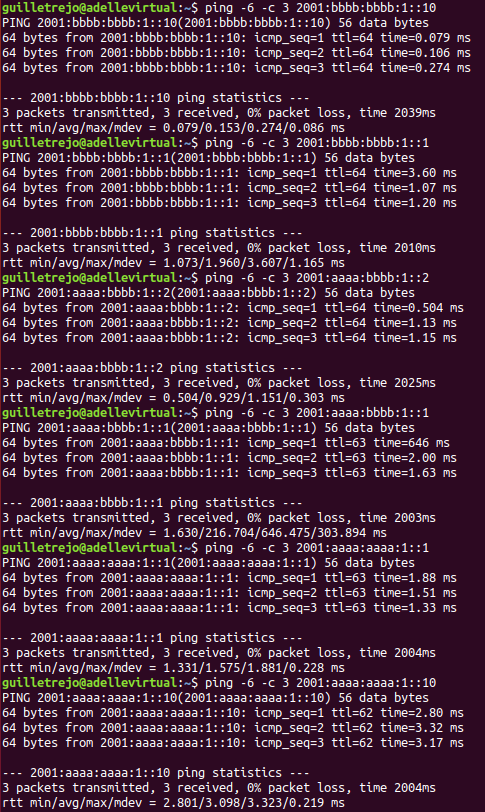 guilletrejo@adellevirtual:~$ ping -6 -c 3 2001:bbbb:bbbb:1::10
PING 2001:bbbb:bbbb:1::10(2001:bbbb:bbbb:1::10) 56 data bytes
64 bytes from 2001:bbbb:bbbb:1::10: icmp_seq=1 ttl=64 time=0.079 ms
64 bytes from 2001:bbbb:bbbb:1::10: icmp_seq=2 ttl=64 time=0.106 ms
64 bytes from 2001:bbbb:bbbb:1::10: icmp_seq=3 ttl=64 time=0.274 ms
--- 2001:bbbb:bbbb:1::10 ping statistics ---
3 packets transmitted, 3 received, 0% packet loss, time 2039ms
rtt min/avg/max/mdev = 0.079/0.153/0.274/0.086 ms
guilletrejo@adellevirtual:~$ ping -6 -c 3 2001:bbbb:bbbb:1::1
PING 2001:bbbb:bbbb:1::1(2001:bbbb:bbbb:1::1) 56 data bytes
64 bytes from 2001:bbbb:bbbb:1::1: icmp_seq=1 ttl=64 time=3.60 ms
64 bytes from 2001:bbbb:bbbb:1::1: icmp_seq=2 ttl=64 time=1.07 ms
64 bytes from 2001:bbbb:bbbb:1::1: icmp_seq=3 ttl=64 time=1.20 ms
--- 2001:bbbb:bbbb:1::1 ping statistics ---
3 packets transmitted, 3 received, 0% packet loss, time 2010ms
rtt min/avg/max/mdev = 1.073/1.960/3.607/1.165 ms
guilletrejo@adellevirtual:~$ ping -6 -c 3 2001:aaaa:bbbb:1::2
PING 2001:aaaa:bbbb:1::2(2001:aaaa:bbbb:1::2) 56 data bytes
64 bytes from 2001:aaaa:bbbb:1::2: icmp_seq=1 ttl=64 time=0.504 ms
64 bytes from 2001:aaaa:bbbb:1::2: icmp_seq=2 ttl=64 time=1.13 ms
64 bytes from 2001:aaaa:bbbb:1::2: icmp_seq=3 ttl=64 time=1.15 ms
--- 2001:aaaa:bbbb:1::2 ping statistics ---
3 packets transmitted, 3 received, 0% packet loss, time 2025ms
rtt min/avg/max/mdev = 0.504/0.929/1.151/0.303 ms
guilletrejo@adellevirtual:~$ ping -6 -c 3 2001:aaaa:bbbb:1::1
PING 2001:aaaa:bbbb:1::1(2001:aaaa:bbbb:1::1) 56 data bytes
64 bytes from 2001:aaaa:bbbb:1::1: icmp_seq=1 ttl=63 time=646 ms
64 bytes from 2001:aaaa:bbbb:1::1: icmp_seq=2 ttl=63 time=2.00 ms
64 bytes from 2001:aaaa:bbbb:1::1: icmp_seq=3 ttl=63 time=1.63 ms
--- 2001:aaaa:bbbb:1::1 ping statistics ---
3 packets transmitted, 3 received, 0% packet loss, time 2003ms
rtt min/avg/max/mdev = 1.630/216.704/646.475/303.894 ms
guilletrejo@adellevirtual:~$ ping -6 -c 3 2001:aaaa:aaaa:1::1
PING 2001:aaaa:aaaa:1::1(2001:aaaa:aaaa:1::1) 56 data bytes
64 bytes from 2001:aaaa:aaaa:1::1: icmp_seq=1 ttl=63 time=1.88 ms
64 bytes from 2001:aaaa:aaaa:1::1: icmp_seq=2 ttl=63 time=1.51 ms
64 bytes from 2001:aaaa:aaaa:1::1: icmp_seq=3 ttl=63 time=1.33 ms
--- 2001:aaaa:aaaa:1::1 ping statistics ---
3 packets transmitted, 3 received, 0% packet loss, time 2004ms
rtt min/avg/max/mdev = 1.331/1.575/1.881/0.228 ms
guilletrejo@adellevirtual:~$ ping -6 -c 3 2001:aaaa:aaaa:1::10
PING 2001:aaaa:aaaa:1::10(2001:aaaa:aaaa:1::10) 56 data bytes
64 bytes from 2001:aaaa:aaaa:1::10: icmp_seq=1 ttl=62 time=2.80 ms
64 bytes from 2001:aaaa:aaaa:1::10: icmp_seq=2 ttl=62 time=3.32 ms
64 bytes from 2001:aaaa:aaaa:1::10: icmp_seq=3 ttl=62 time=3.17 ms
--- 2001:aaaa:aaaa:1::10 ping statistics ---
3 packets transmitted, 3 received, 0% packet loss, time 2004ms
rtt min/avg/max/mdev = 2.801/3.098/3.323/0.219 ms